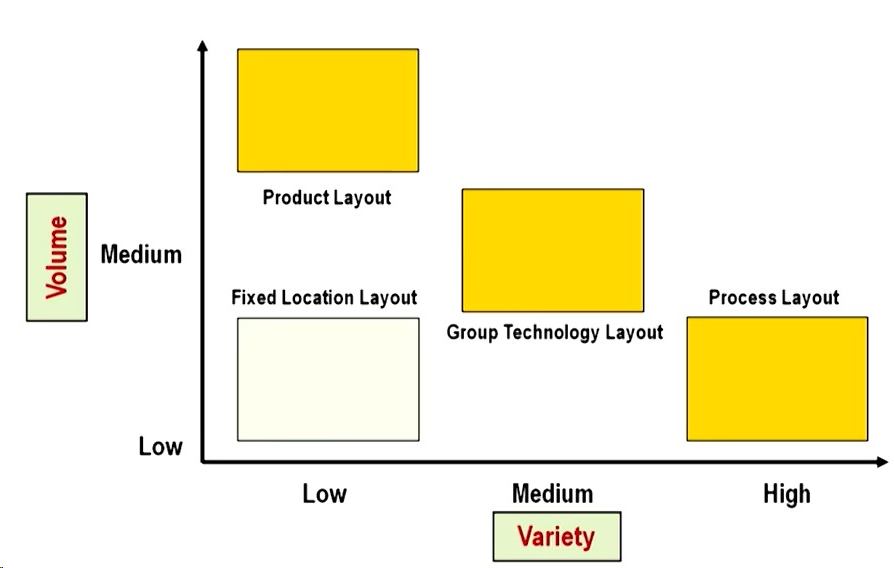 Product Layout
Volume
Medium
Fixed Location Layout
Process Layout
Group Technology Layout
Low
Low
Medium
High
Variety